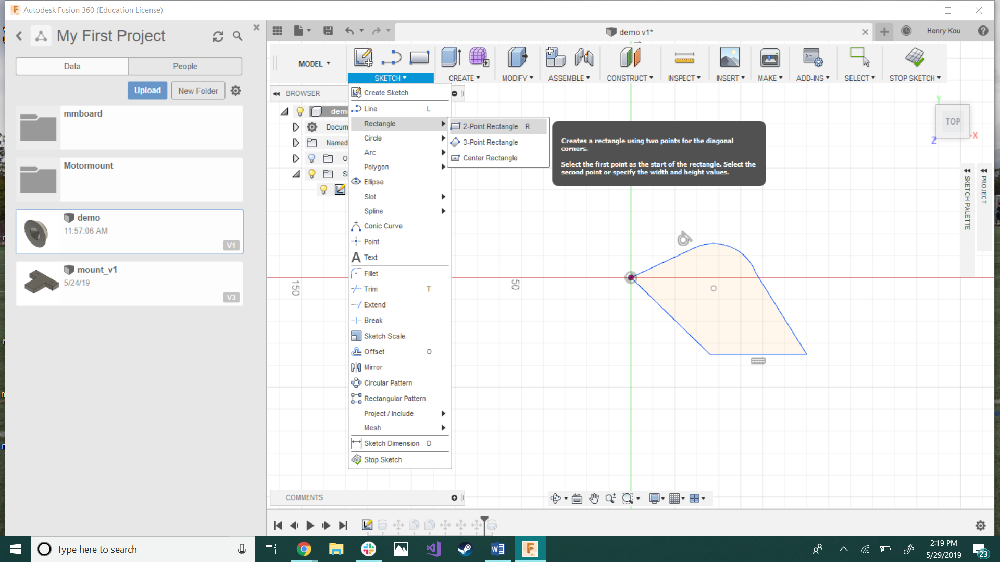 Autodesk Fusion 360 (Education License)
My First Project
Data
People
Upload
New Folder
mmboard
Motormount
demo
11:57:06 AM
V1
mount_v1
5/24/19
V3
demo v1*
Henry Kou
MODEL
SKETCH
CREATE
MODIFY
ASSEMBLE
CONSTRUCT
INSPECT
INSERT
MAKE
ADD-INS
SELECT
STOP SKETCH
BROWSER
dem
Docum
Named
O
S
Create Sketch
Line L
Rectangle
Circle
Arc
Polygon
Ellipse
Slot
Spline
Conic Curve
Point
A Text
Fillet
Trim T
Extend
Break
Sketch Scale
Offset O
Mirror
Circular Pattern
Rectangular Pattern
Project / Include
Mesh
Sketch Dimension D
Stop Sketch
2-Point Rectangle R
3-Point Rectangle
Center Rectangle
Creates a rectangle using two points for the diagonal
corners.
Select the first point as the start of the rectangle. Select the
second point or specify the width and height values.
Y
TOP
X
Z
SKETCH PALETTE
PROJECT
150
50
COMMENTS
Type here to search
2:19 PM
5/29/2019
23